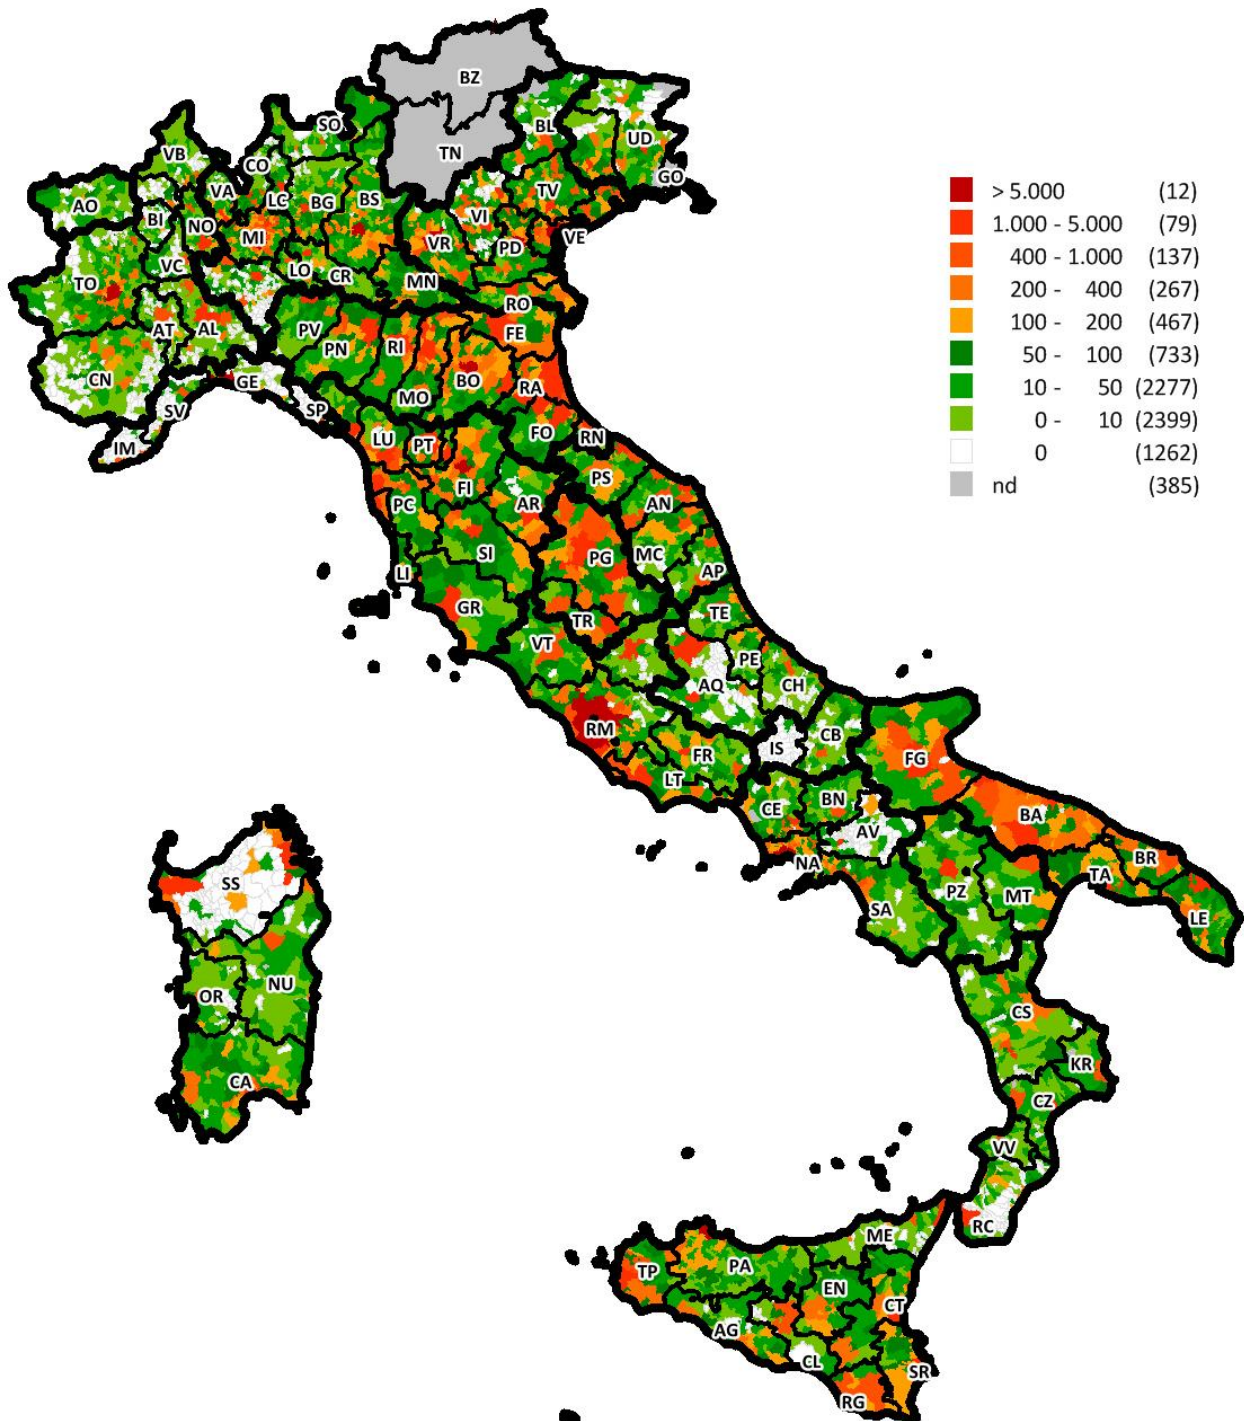 BZ
SO
BL
UD
VB
TN
CO
VA
AO
GO
LC
BG
BS
TV
BI
NO
VI
MI
VE
VR
PD
VC
TO
LO
CR
MN
RO
AT
AL
PV
FE
PN
RI
CN
GE
BO
RA
MO
SV
SP
FO
RN
LU
PT
IM
FI
PS
AR
PC
AN
SI
MC
PG
LI
AP
GR
TE
TR
VT
PE
AQ
CH
RM
CB
IS
FR
FG
LT
CE
BN
BA
AV
NA
BR
TA
SS
PZ
MT
SA
LE
NU
OR
CS
KR
CA
CZ
VV
RC
ME
TP
PA
EN
CT
AG
CL
SR
RG
> 5.000 (12)
1.000 - 5.000 (79)
400 - 1.000 (137)
200 - 400 (267)
100 - 200 (467)
50 - 100 (733)
10 - 50 (2277)
0 - 10 (2399)
0 (1262)
nd (385)